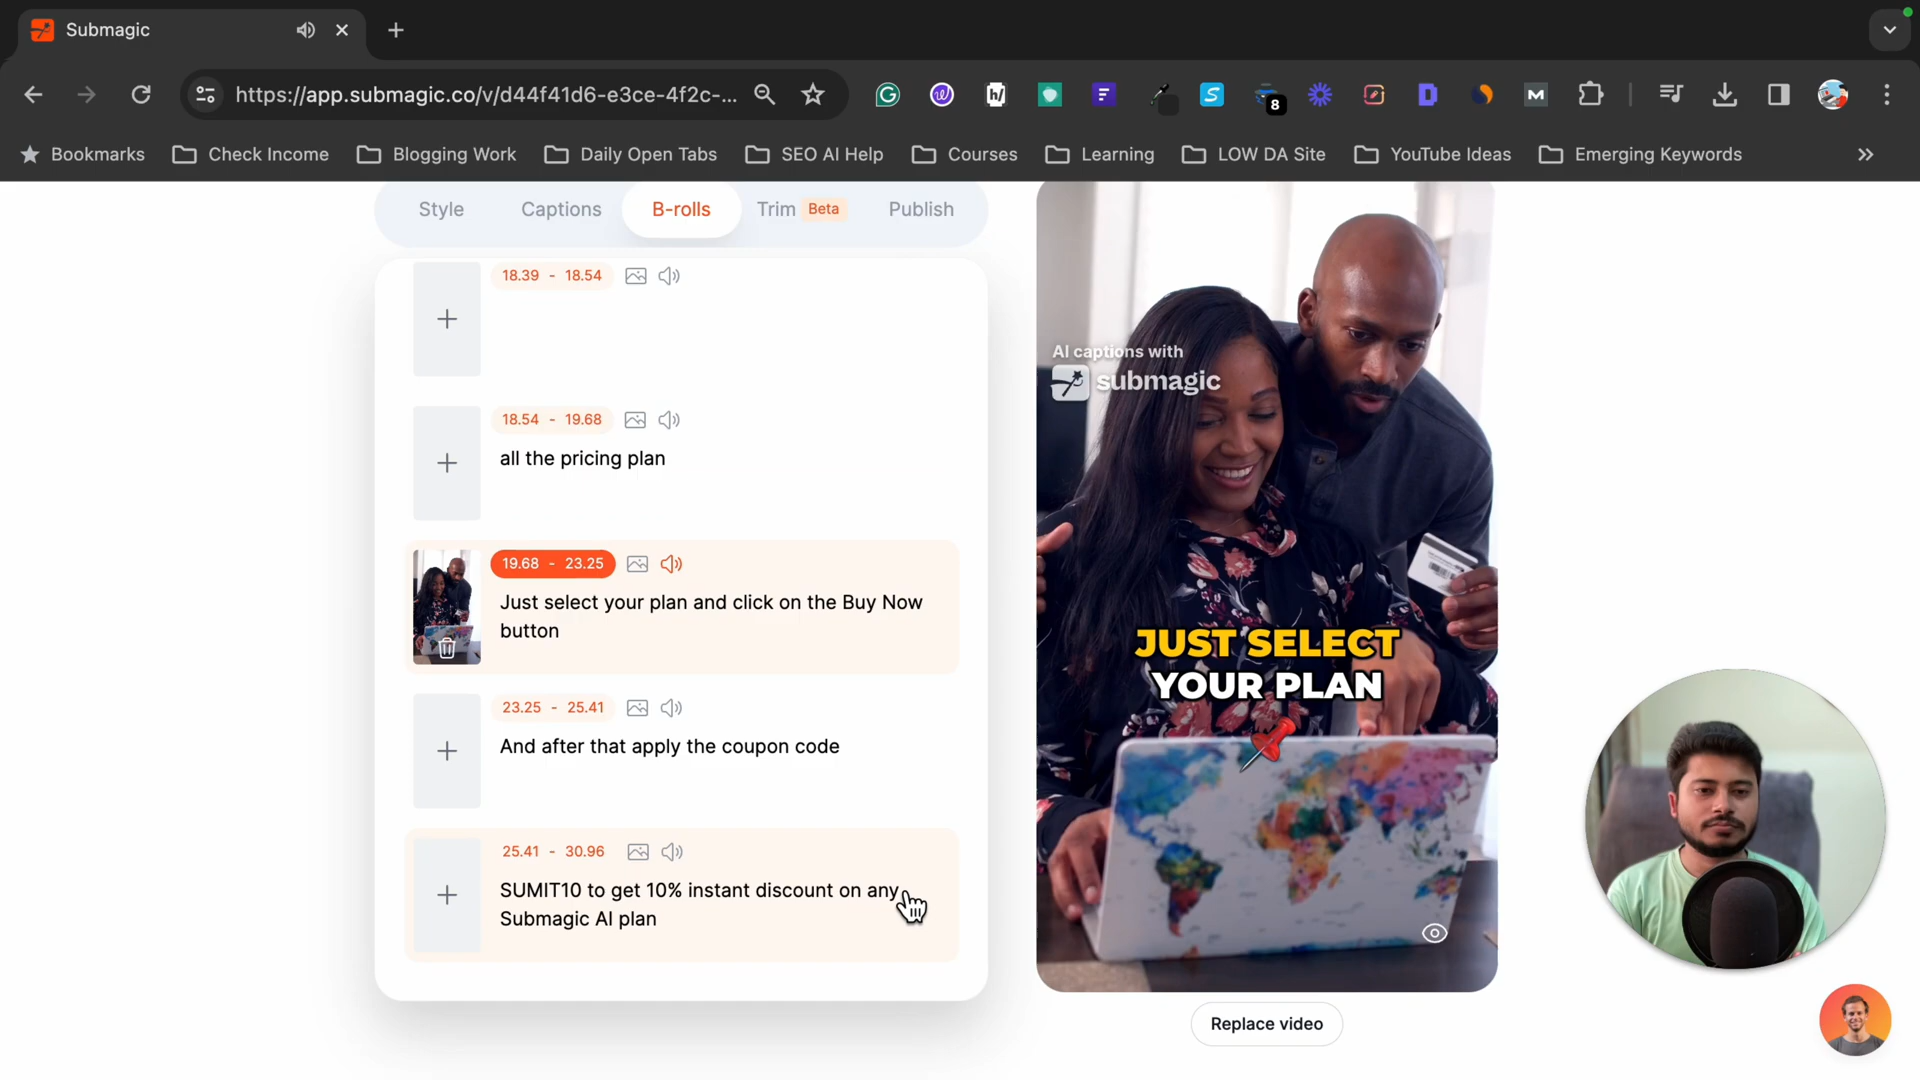 Submagic
https://app.submagic.co/v/d44f41d6-e3ce-4f2c-...
8
Bookmarks
Check Income
Blogging Work
Daily Open Tabs
SEO AI Help
Courses
Learning
LOW DA Site
YouTube Ideas
Emerging Keywords
Style
Captions
B-rolls
Trim Beta
Publish
18.39 - 18.54
18.54 - 19.68
all the pricing plan
19.68 - 23.25
Just select your plan and click on the Buy Now
button
23.25 - 25.41
And after that apply the coupon code
25.41 - 30.96
SUMIT10 to get 10% instant discount on any
Submagic AI plan
AI captions with
submagic
JUST SELECT
YOUR PLAN
Replace video